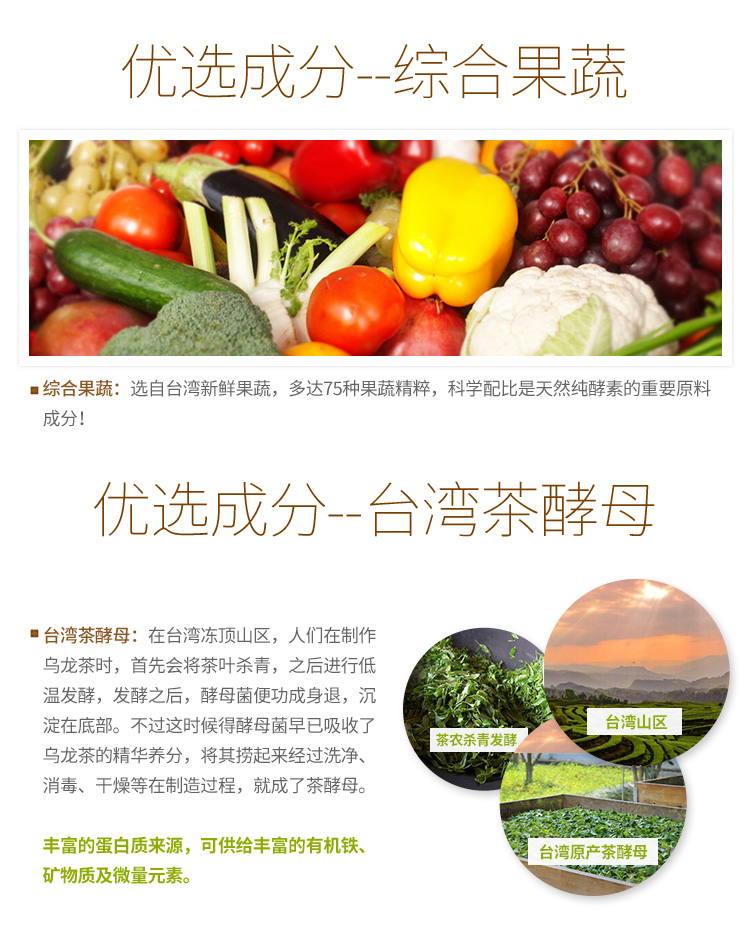 优选成分--综合果蔬
综合果蔬：选自台湾新鲜果蔬，多达75种果蔬精粹，科学配比是天然纯酵素的重要原料
成分！
优选成分--台湾茶酵母
台湾茶酵母：在台湾冻顶山区，人们在制作
乌龙茶时，首先会将茶叶杀青，之后进行低
温发酵，发酵之后，酵母菌便功成身退，沉
淀在底部。不过这时候得酵母菌早已吸收了
乌龙茶的精华养分，将其捞起来经过洗净、
消毒、干燥等在制造过程，就成了茶酵母。
丰富的蛋白质来源，可供给丰富的有机铁、
矿物质及微量元素。
台湾山区
茶农杀青发酵
台湾原产茶酵母